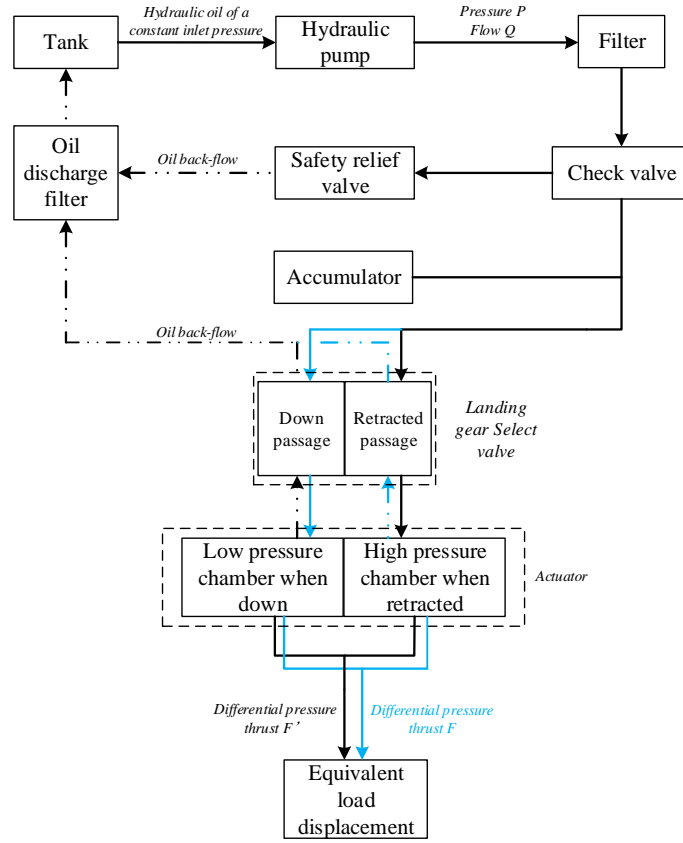 Tank
Hydraulic oil of a
constant inlet pressure
Hydraulic
pump
Pressure P
Flow Q
Filter
Oil
discharge
filter
Oil back-flow
Safety relief
valve
Check valve
Accumulator
Oil back-flow
Down
passage
Retracted
passage
Landing
gear Select
valve
Low pressure
chamber when
down
High pressure
chamber when
retracted
Actuator
Differential pressure
thrust F’
Differential pressure
thrust F
Equivalent
load
displacement